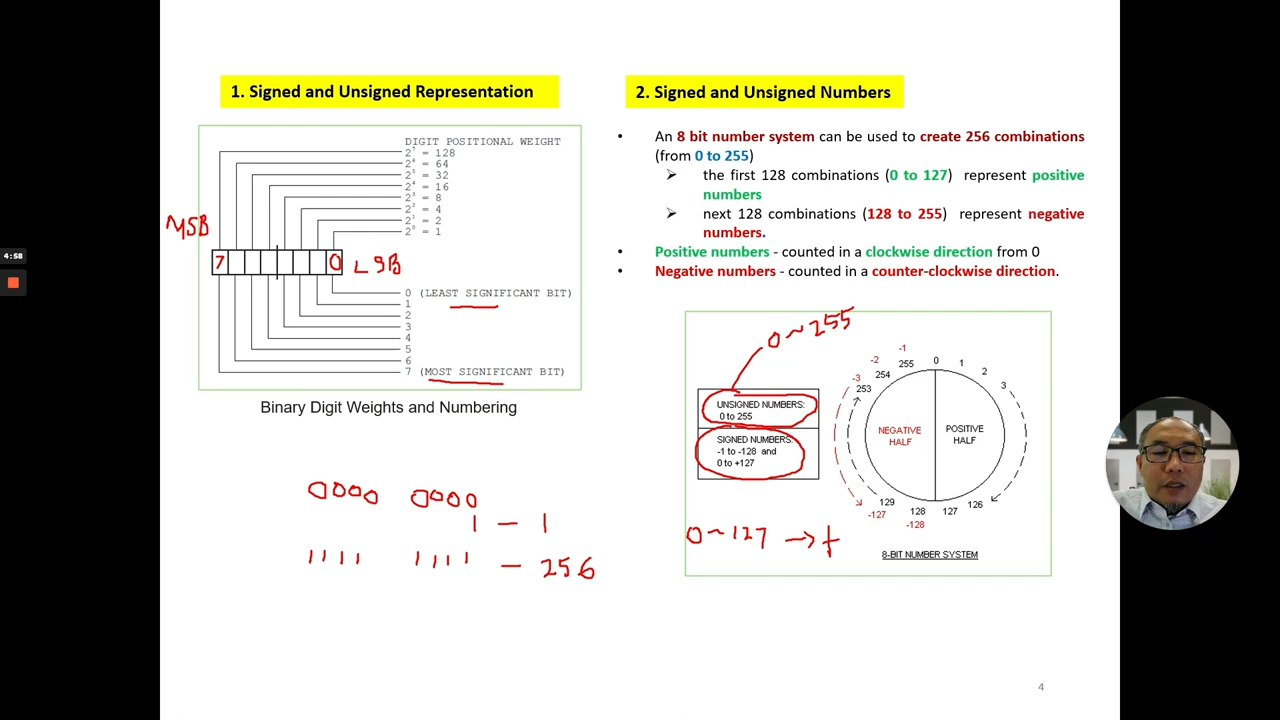 1. Signed and Unsigned Representation
DIGIT POSITIONAL WEIGHT
2⁷ = 128
2⁶ = 64
2⁵ = 32
2⁴ = 16
2³ = 8
2² = 4
2¹ = 2
2⁰ = 1
MSB
7 0 LSB
0 (LEAST SIGNIFICANT BIT)
1
2
3
4
5
6
7 (MOST SIGNIFICANT BIT)
Binary Digit Weights and Numbering
0000 0000
1 — 1
1111 1111 — 256
2. Signed and Unsigned Numbers
• An 8 bit number system can be used to create 256 combinations
(from 0 to 255)
➢ the first 128 combinations (0 to 127) represent positive
numbers
➢ next 128 combinations (128 to 255) represent negative
numbers.
• Positive numbers - counted in a clockwise direction from 0
• Negative numbers - counted in a counter-clockwise direction.
0 ~ 255
UNSIGNED NUMBERS:
0 to 255
SIGNED NUMBERS:
-1 to -128 and
0 to +127
0 ~ 127 → +
-1
-2
-3
255
254
253
0
1
2
3
NEGATIVE
HALF
POSITIVE
HALF
129
-127
128
-128
127
126
8-BIT NUMBER SYSTEM
4:58
4